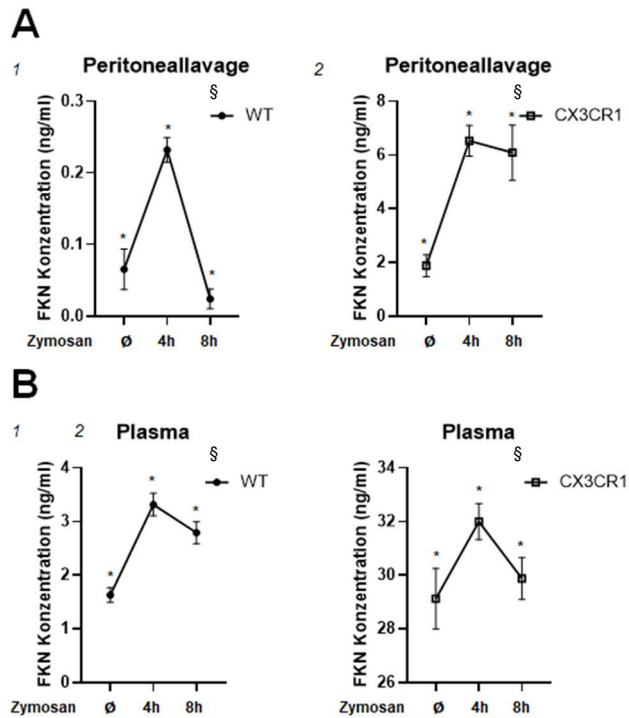 A
1 Peritoneallavage
§
WT
FKN Konzentration (ng/ml)
0.3
0.2
0.1
0.0
* * *
Zymosan Ø 4h 8h
2 Peritoneallavage
§
CX3CR1
FKN Konzentration (ng/ml)
8
6
4
2
0
* * *
Zymosan Ø 4h 8h
B
1 2 Plasma
§
WT
FKN Konzentration (ng/ml)
4
3
2
1
0
* * *
Zymosan Ø 4h 8h
Plasma
§
CX3CR1
FKN Konzentration (ng/ml)
34
32
30
28
26
* * *
Zymosan Ø 4h 8h